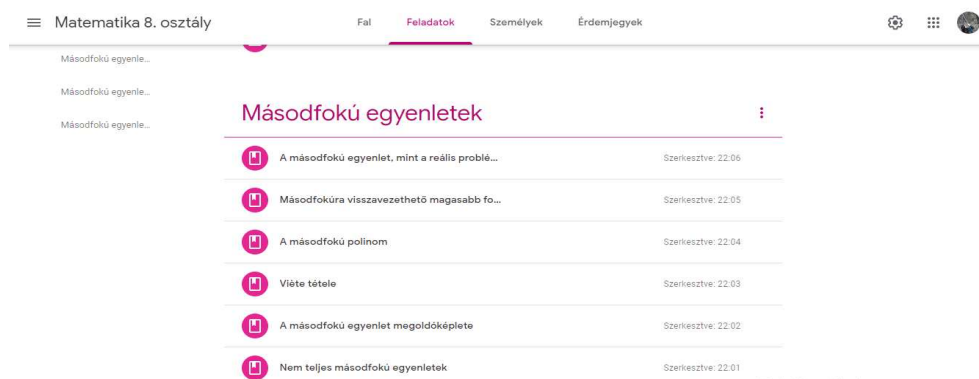 Matematika 8. osztály
Fal Feladatok Személyek Érdemjegyek
Másodfokú egyenle...
Másodfokú egyenle...
Másodfokú egyenle...
Másodfokú egyenletek
A másodfokú egyenlet, mint a reális problé... Szerkesztve: 22:06
Másodfokúra visszavezethető magasabb fo... Szerkesztve: 22:05
A másodfokú polinom Szerkesztve: 22:04
Viète tétele Szerkesztve: 22:03
A másodfokú egyenlet megoldóképlete Szerkesztve: 22:02
Nem teljes másodfokú egyenletek Szerkesztve: 22:01